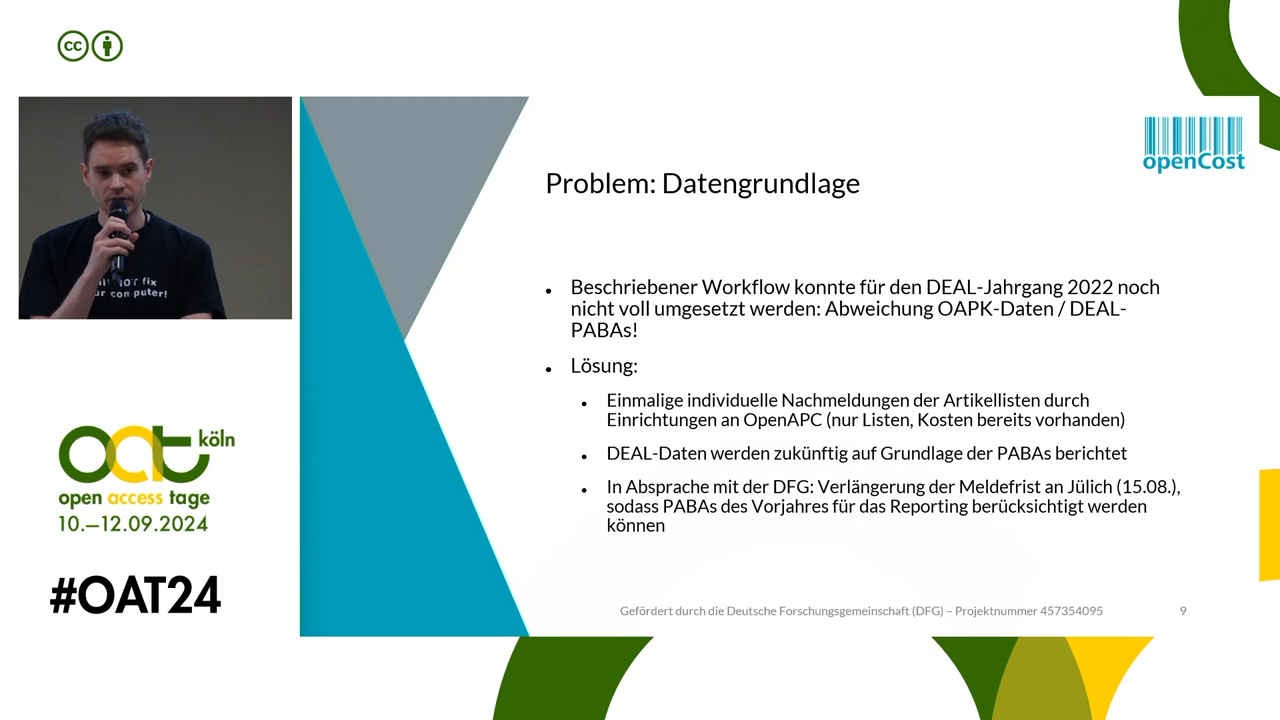 cc
openCost
Problem: Datengrundlage
Beschriebener Workflow konnte für den DEAL-Jahrgang 2022 noch
nicht voll umgesetzt werden: Abweichung OAPK-Daten / DEAL-
PABAs!
Lösung:
Einmalige individuelle Nachmeldungen der Artikellisten durch
Einrichtungen an OpenAPC (nur Listen, Kosten bereits vorhanden)
DEAL-Daten werden zukünftig auf Grundlage der PABAs berichtet
In Absprache mit der DFG: Verlängerung der Meldefrist an Jülich (15.08.),
sodass PABAs des Vorjahres für das Reporting berücksichtigt werden
können
Gefördert durch die Deutsche Forschungsgemeinschaft (DFG) – Projektnummer 457354095
9
fix
computer!
oat köln
open access tage
10.–12.09.2024
#OAT24